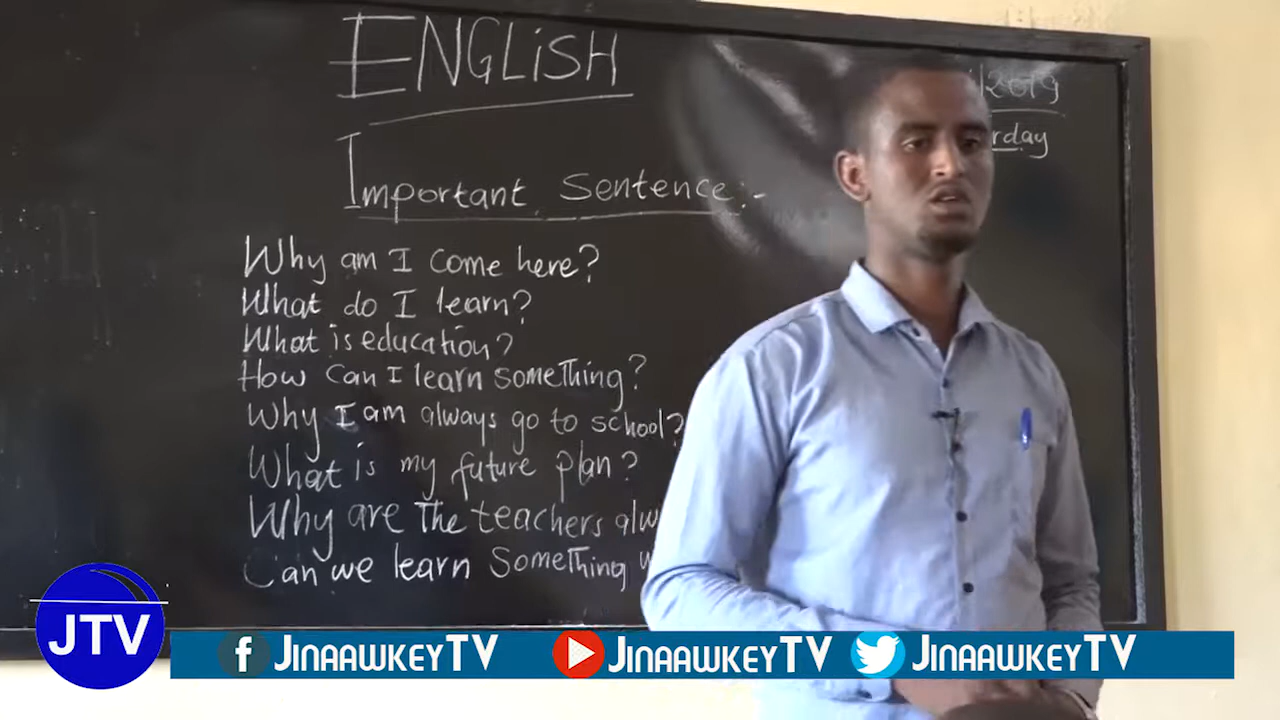 ENGLiSH
2019
Important Sentence:-
Why am I come here?
What do I learn?
What is education?
How can I learn something?
Why I am always go to school?
What is my future plan?
Why are The teachers
Can we learn Something
JTV
JINAAWKEYTV
JINAAWKEYTV
JINAAWKEYTV